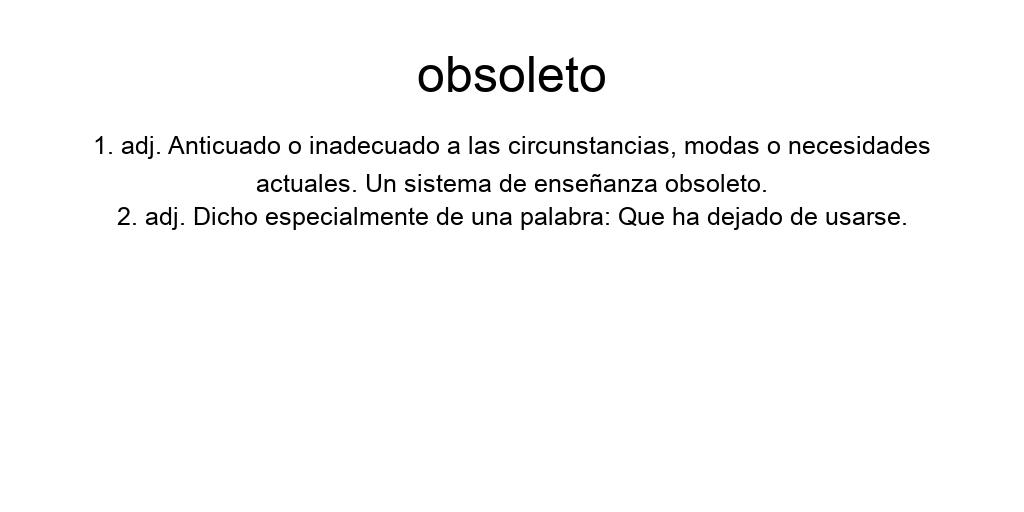 obsoleto
1. adj. Anticuado o inadecuado a las circunstancias, modas o necesidades
actuales. Un sistema de enseñanza obsoleto.
2. adj. Dicho especialmente de una palabra: Que ha dejado de usarse.